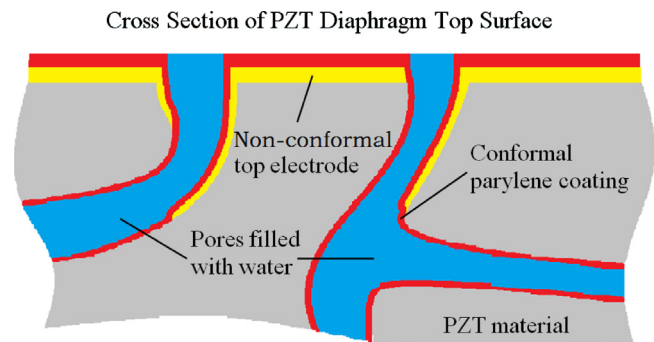 Cross Section of PZT Diaphragm Top Surface
Non-conformal
top electrode
Conformal
parylene coating
Pores filled
with water
PZT material